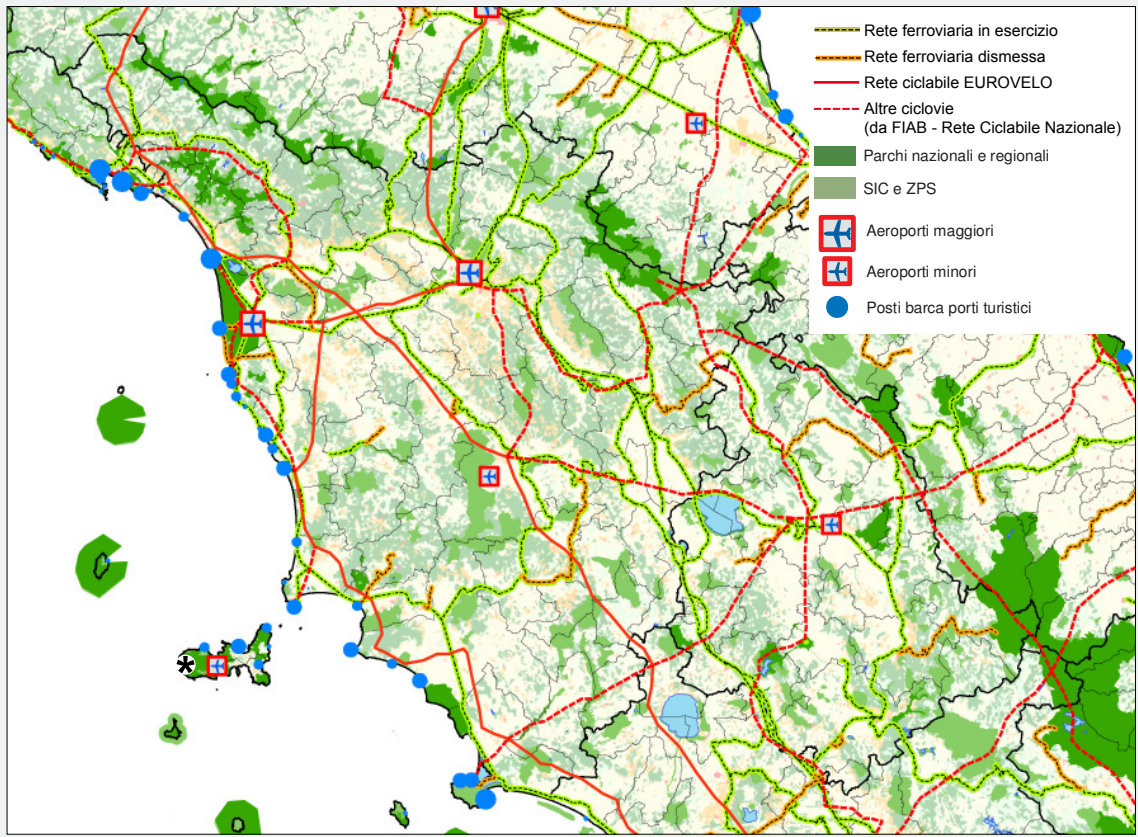 Rete ferroviaria in esercizio
Rete ferroviaria dismessa
Rete ciclabile EUROVELO
Altre ciclovie
(da FIAB - Rete Ciclabile Nazionale)
Parchi nazionali e regionali
SIC e ZPS
Aeroporti maggiori
Aeroporti minori
Posti barca porti turistici
*